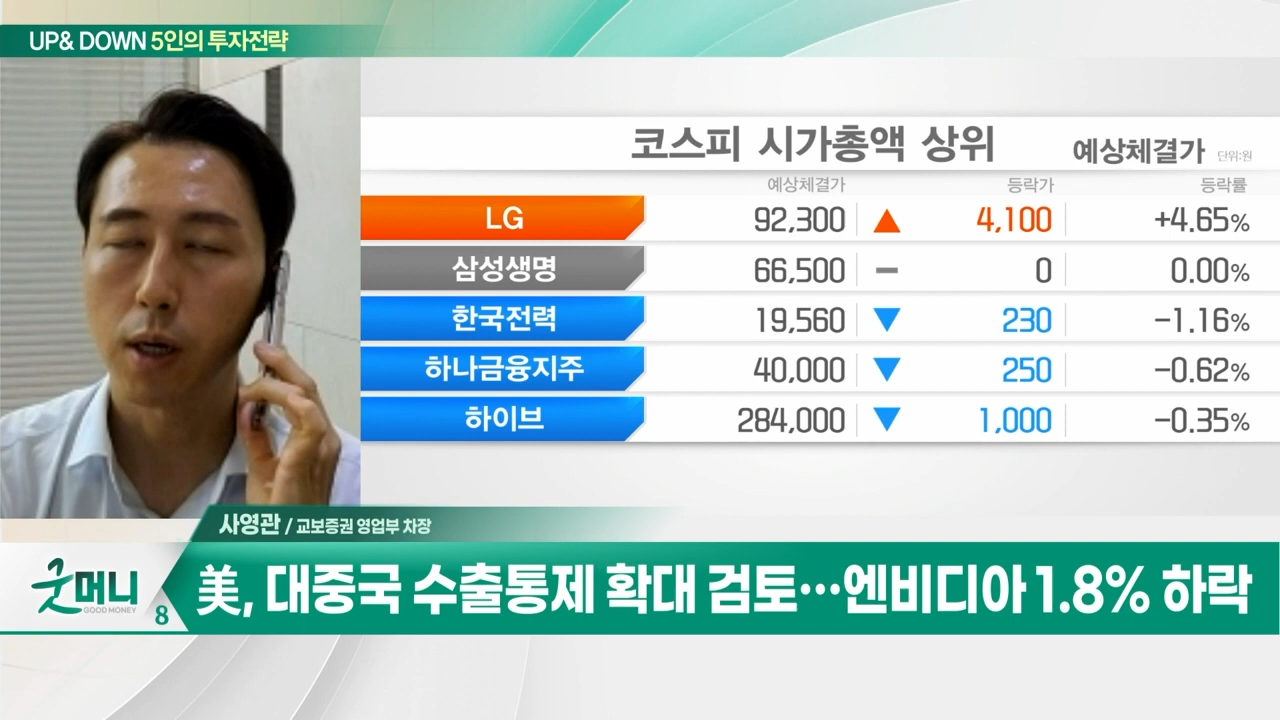 UP& DOWN 5인의 투자전략
코스피 시가총액 상위 예상체결가 단위:원
예상체결가 등락가 등락률
LG 92,300 ▲ 4,100 +4.65%
삼성생명 66,500 − 0 0.00%
한국전력 19,560 ▼ 230 −1.16%
하나금융지주 40,000 ▼ 250 −0.62%
하이브 284,000 ▼ 1,000 −0.35%
사영관 / 교보증권 영업부 차장
美, 대중국 수출통제 확대 검토…엔비디아 1.8% 하락
굿머니
GOOD MONEY
8